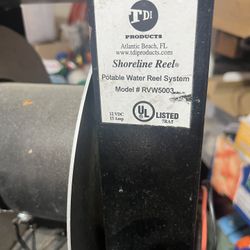 TDI
PRODUCTS
Atlantic Beach, FL
www.tdiproducts.com
Shoreline Reel®
Potable Water Reel System
Model # RVW5003
12 VDC
15 Amp
UL LISTED
7RA5